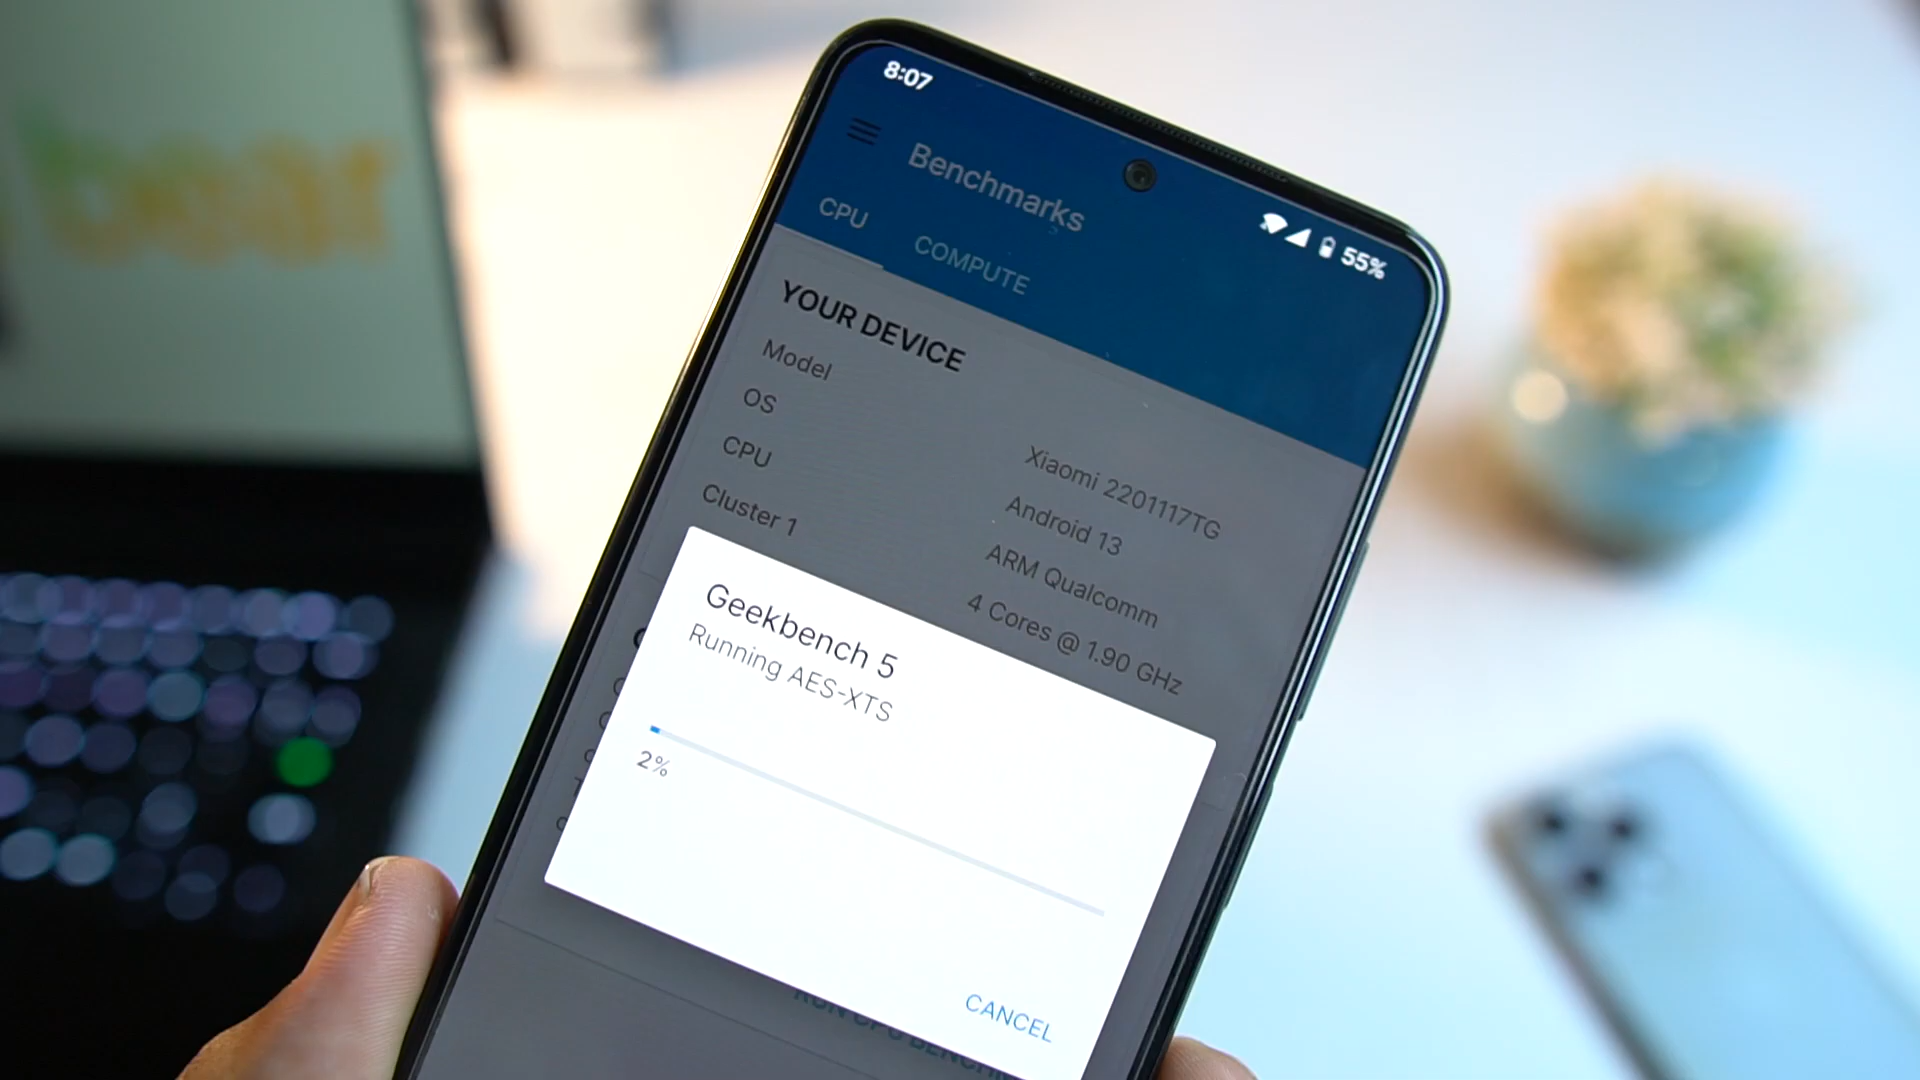 8:07
55%
Benchmarks
CPU
COMPUTE
YOUR DEVICE
Model
Xiaomi 2201117TG
OS
Android 13
CPU
ARM Qualcomm
Cluster 1
4 Cores @ 1.90 GHz
Geekbench 5
Running AES-XTS
2%
CANCEL